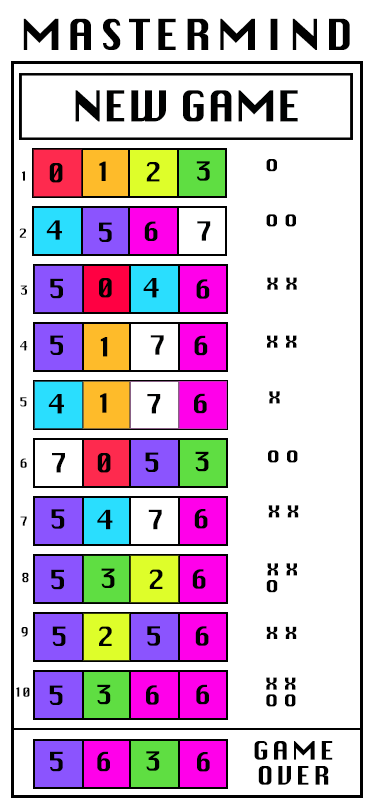 MASTERMIND
NEW GAME
1 0 1 2 3 O
2 4 5 6 7 O O
3 5 0 4 6 X X
4 5 1 7 6 X X
5 4 1 7 6 X
6 7 0 5 3 O O
7 5 4 7 6 X X
8 5 3 2 6 X X
O
9 5 2 5 6 X X
10 5 3 6 6 X X
O O
5 6 3 6 GAME
OVER